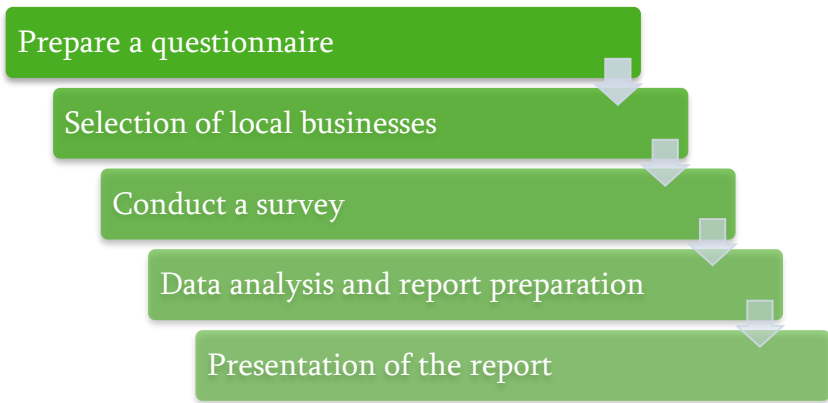 Prepare a questionnaire
Selection of local businesses
Conduct a survey
Data analysis and report preparation
Presentation of the report